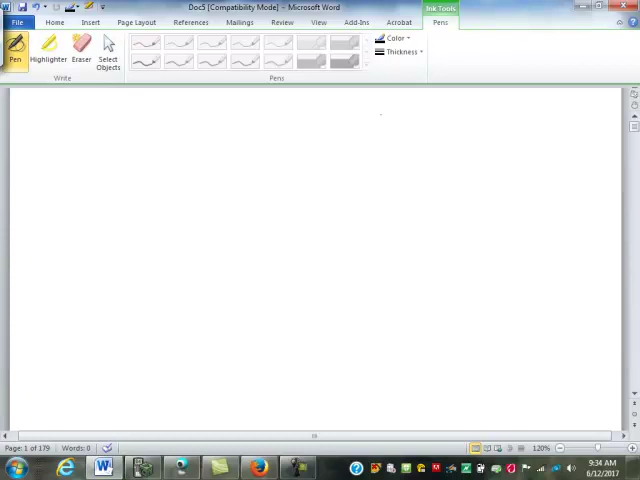 Doc5 [Compatibility Mode] - Microsoft Word
Ink Tools
File Home Insert Page Layout References Mailings Review View Add-Ins Acrobat Pens
Pen Highlighter Eraser Select Objects
Color
Thickness
Write Pens
Page: 1 of 179 Words: 0 120%
9:34 AM
6/12/2017